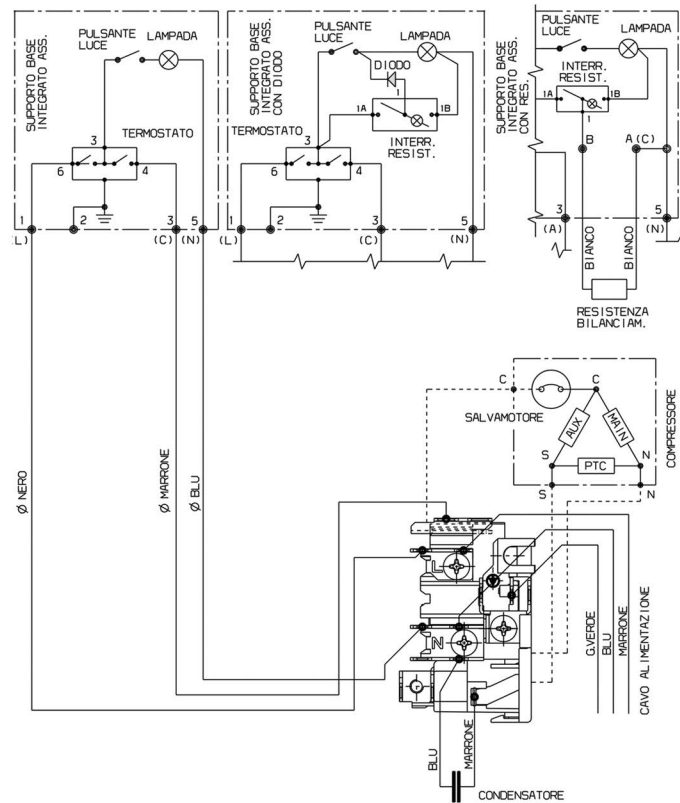 SUPPORTO BASE
INTEGRATO ASS.
PULSANTE
LUCE
LAMPADA
TERMOSTATO
3
6
4
1
2
3
5
(L)
(C)
(N)
SUPPORTO BASE
INTEGRATO ASS.
CON DIODO
PULSANTE
LUCE
LAMPADA
DIODO
1
1A
1B
INTERR.
RESIST.
TERMOSTATO
3
6
4
1
2
3
5
(L)
(C)
(N)
SUPPORTO BASE
INTEGRATO ASS.
CON RES.
PULSANTE
LUCE
LAMPADA
INTERR.
RESIST.
1A
1B
1
B
A(C)
3
5
(A)
(N)
BIANCO
BIANCO
RESISTENZA
BILANCIAM.
C
C
SALVAMOTORE
AUX
MAIN
S
PTC
N
S
N
COMPRESSORE
Ø NERO
Ø MARRONE
Ø BLU
L
N
G.VERDE
BLU
MARRONE
CAVO ALIMENTAZIONE
BLU
MARRONE
CONDENSATORE